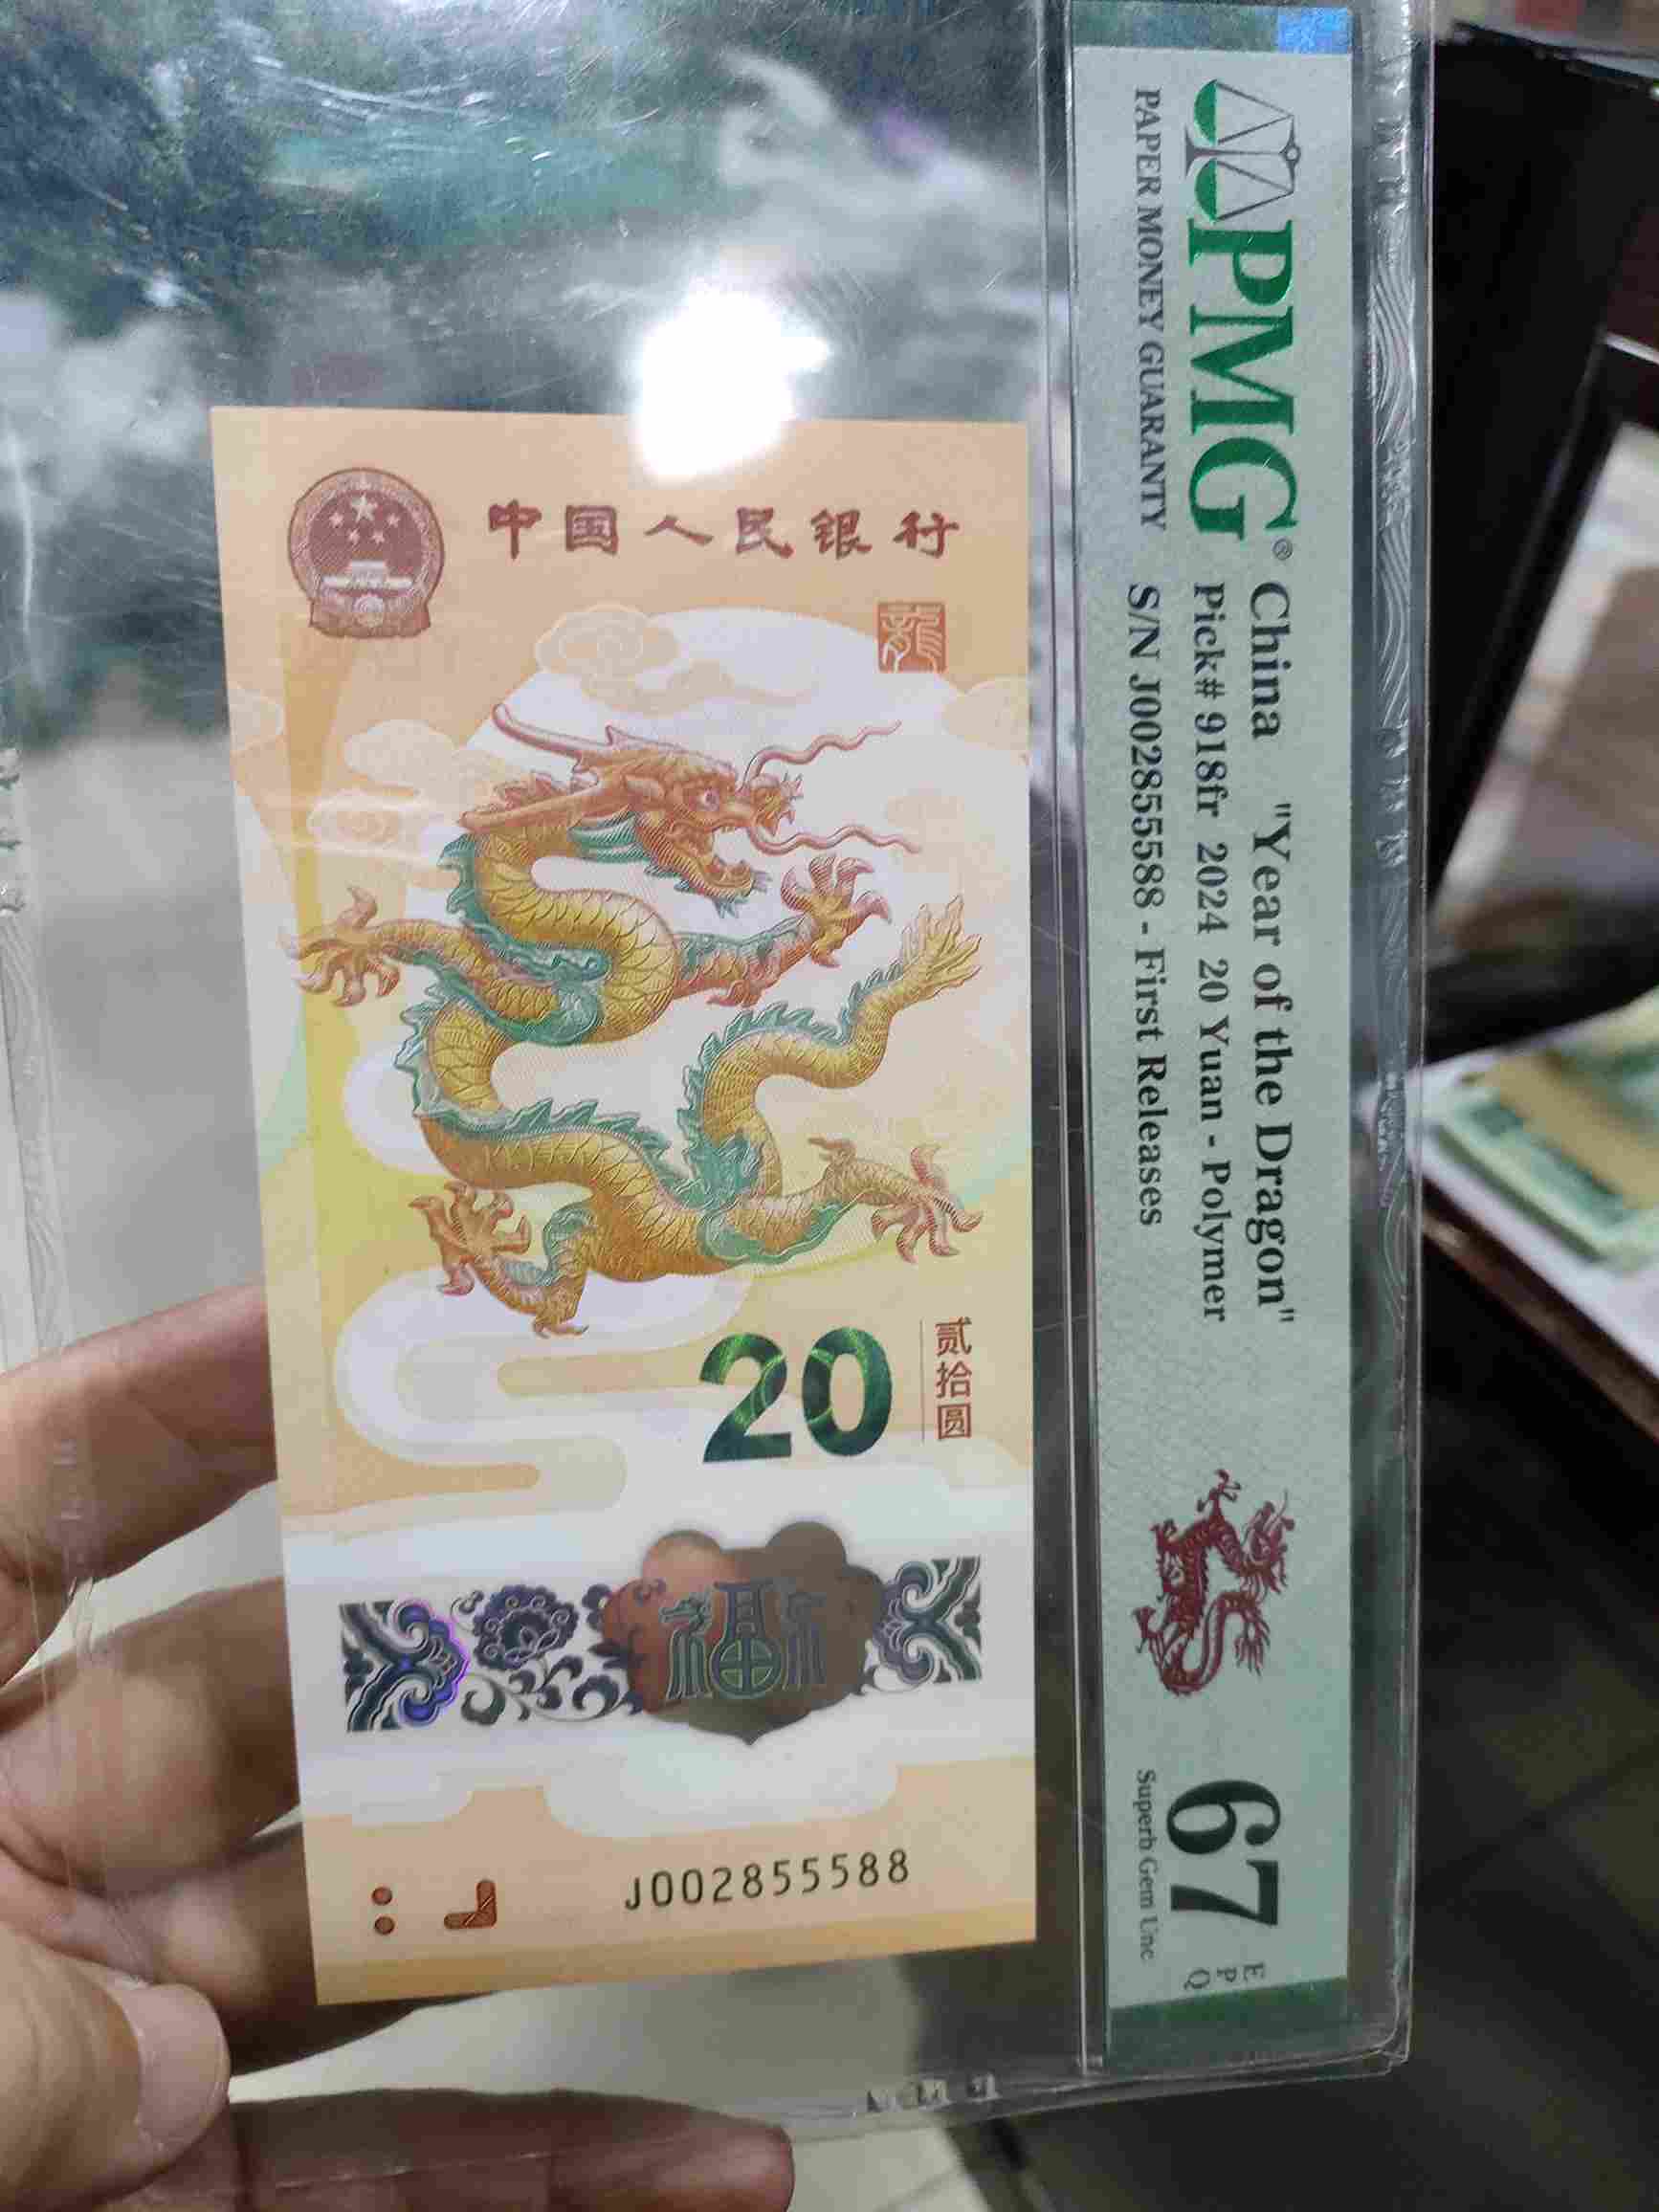 PMG®
PAPER MONEY GUARANTY
China "Year of the Dragon"
Pick# 918fr 2024 20 Yuan - Polymer
S/N J002855588 - First Releases
67
EPQ
Superb Gem Unc
中国人民银行
龍
贰拾圆
20
福
J002855588